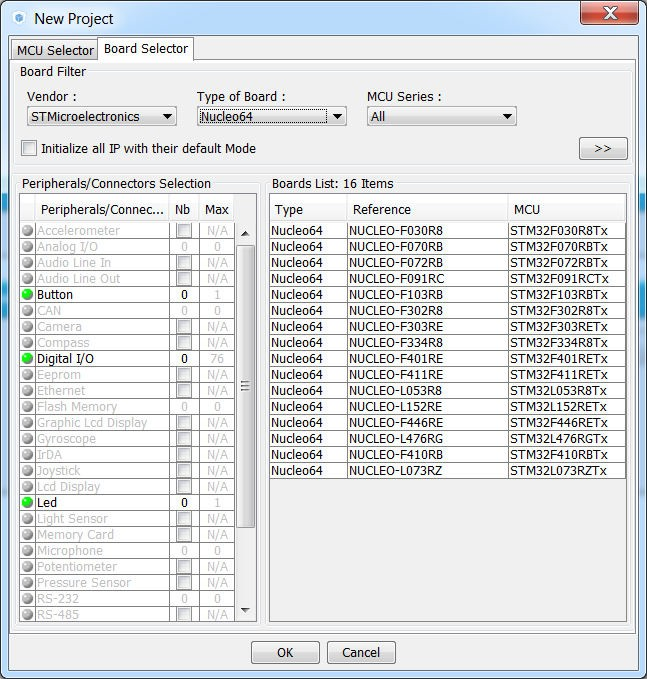 New Project
MCU Selector Board Selector
Board Filter
Vendor : Type of Board : MCU Series :
STMicroelectronics Nucleo64 All
Initialize all IP with their default Mode >>
Peripherals/Connectors Selection Boards List: 16 Items
Peripherals/Connec... Nb Max Type Reference MCU
Accelerometer N/A Nucleo64 NUCLEO-F030R8 STM32F030R8Tx
Analog I/O 0 0 Nucleo64 NUCLEO-F070RB STM32F070RBTx
Audio Line In N/A Nucleo64 NUCLEO-F072RB STM32F072RBTx
Audio Line Out N/A Nucleo64 NUCLEO-F091RC STM32F091RCTx
Button 0 1 Nucleo64 NUCLEO-F103RB STM32F103RBTx
CAN 0 0 Nucleo64 NUCLEO-F302R8 STM32F302R8Tx
Camera N/A Nucleo64 NUCLEO-F303RE STM32F303RETx
Compass N/A Nucleo64 NUCLEO-F334R8 STM32F334R8Tx
Digital I/O 0 76 Nucleo64 NUCLEO-F401RE STM32F401RETx
Eeprom N/A Nucleo64 NUCLEO-F411RE STM32F411RETx
Ethernet N/A Nucleo64 NUCLEO-L053R8 STM32L053R8Tx
Flash Memory 0 0 Nucleo64 NUCLEO-L152RE STM32L152RETx
Graphic Lcd Display N/A Nucleo64 NUCLEO-F446RE STM32F446RETx
Gyroscope N/A Nucleo64 NUCLEO-L476RG STM32L476RGTx
IrDA N/A Nucleo64 NUCLEO-F410RB STM32F410RBTx
Joystick N/A Nucleo64 NUCLEO-L073RZ STM32L073RZTx
Lcd Display N/A
Led 0 1
Light Sensor N/A
Memory Card N/A
Microphone 0 0
Potentiometer N/A
Pressure Sensor N/A
RS-232 0 0
RS-485 N/A
OK Cancel